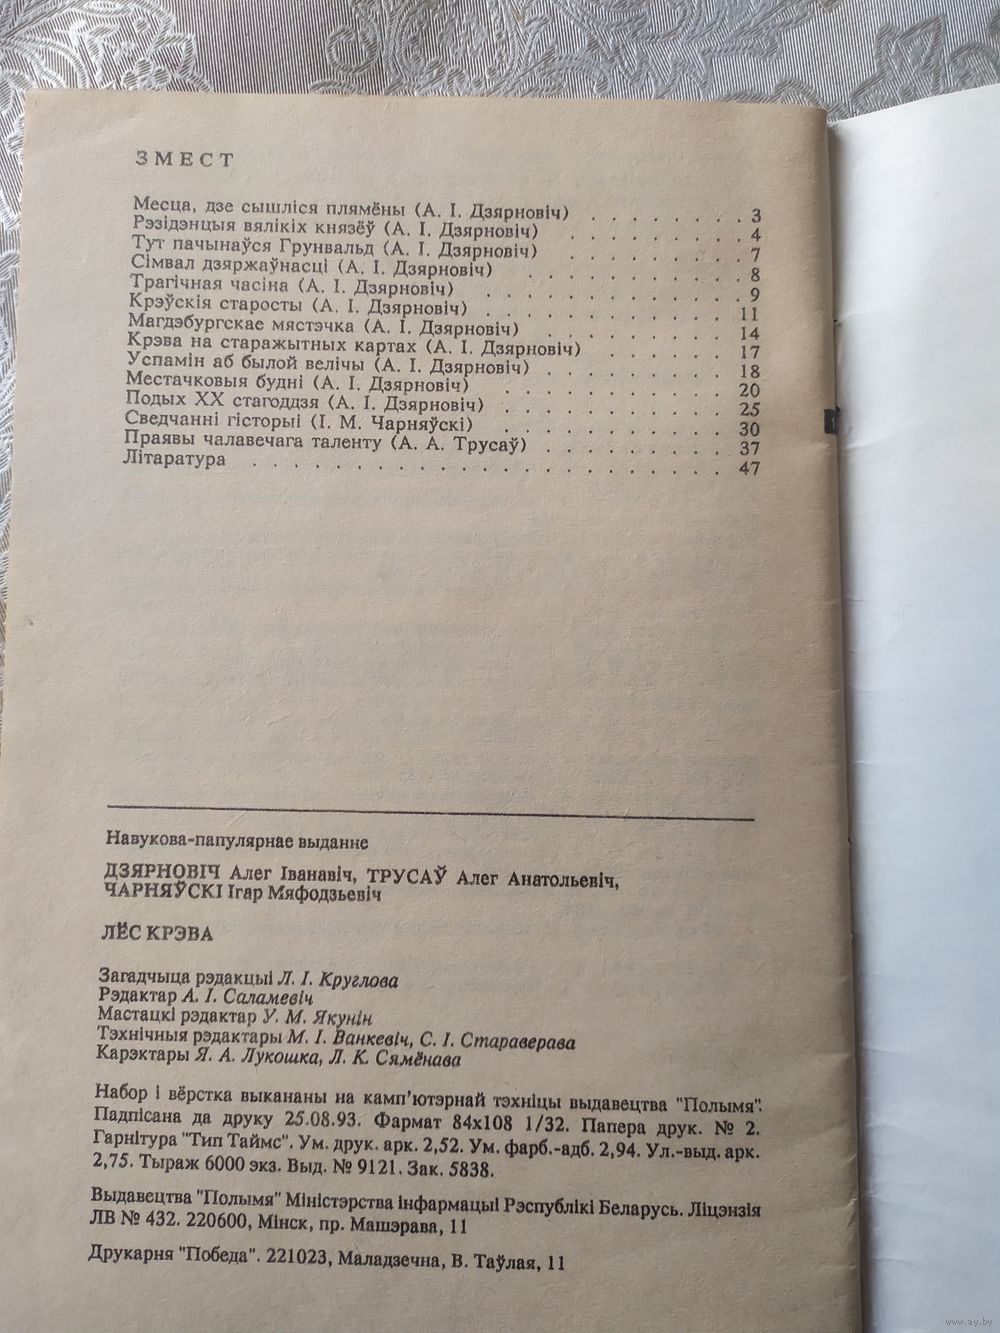 ЗМЕСТ
Месца, дзе сышліся плямёны (А. І. Дзярновіч) . . . . . . . . 3
Рэзідэнцыя вялікіх князёў (А. І. Дзярновіч) . . . . . . . . . 4
Тут пачынаўся Грунвальд (А. І. Дзярновіч) . . . . . . . . . 7
Сімвал дзяржаўнасці (А. І. Дзярновіч) . . . . . . . . . . . 8
Трагічная часіна (А. І. Дзярновіч) . . . . . . . . . . . . . 9
Крэўскія старосты (А. І. Дзярновіч) . . . . . . . . . . . . 11
Магдэбургскае мястэчка (А. І. Дзярновіч) . . . . . . . . . 14
Крэва на старажытных картах (А. І. Дзярновіч) . . . . . . 17
Успамін аб былой велічы (А. І. Дзярновіч) . . . . . . . . . 18
Местачковыя будні (А. І. Дзярновіч) . . . . . . . . . . . 20
Подых XX стагоддзя (А. І. Дзярновіч) . . . . . . . . . . . 25
Сведчанні гісторыі (І. М. Чарняўскі) . . . . . . . . . . . 30
Праявы чалавечага таленту (А. А. Трусаў) . . . . . . . . . 37
Літаратура . . . . . . . . . . . . . . . . . . . . . 47
Навукова-папулярнае выданне
ДЗЯРНОВІЧ Алег Іванавіч, ТРУСАЎ Алег Анатольевіч,
ЧАРНЯЎСКІ Ігар Мяфодзьевіч
ЛЁС КРЭВА
Загадчыца рэдакцыі Л. І. Круглова
Рэдактар А. І. Саламевіч
Мастацкі рэдактар У. М. Якунін
Тэхнічныя рэдактары М. І. Ванкевіч, С. І. Староверава
Карэктары Я. А. Лукошка, Л. К. Сямёнава
Набор і вёрстка выкананы на камп'ютэрнай тэхніцы выдавецтва "Полымя".
Падпісана да друку 25.08.93. Фармат 84х108 1/32. Папера друк. № 2.
Гарнітура "Тип Таймс". Ум. друк. арк. 2,52. Ум. фарб.-адб. 2,94. Ул.-выд. арк.
2,75. Тыраж 6000 экз. Выд. № 9121. Зак. 5838.
Выдавецтва "Полымя" Міністэрства інфармацыі Рэспублікі Беларусь. Ліцэнзія
ЛВ № 432. 220600, Мінск, пр. Машэрава, 11
Друкарня "Победа". 221023, Маладзечна, В. Таўлая, 11
www.ay.by